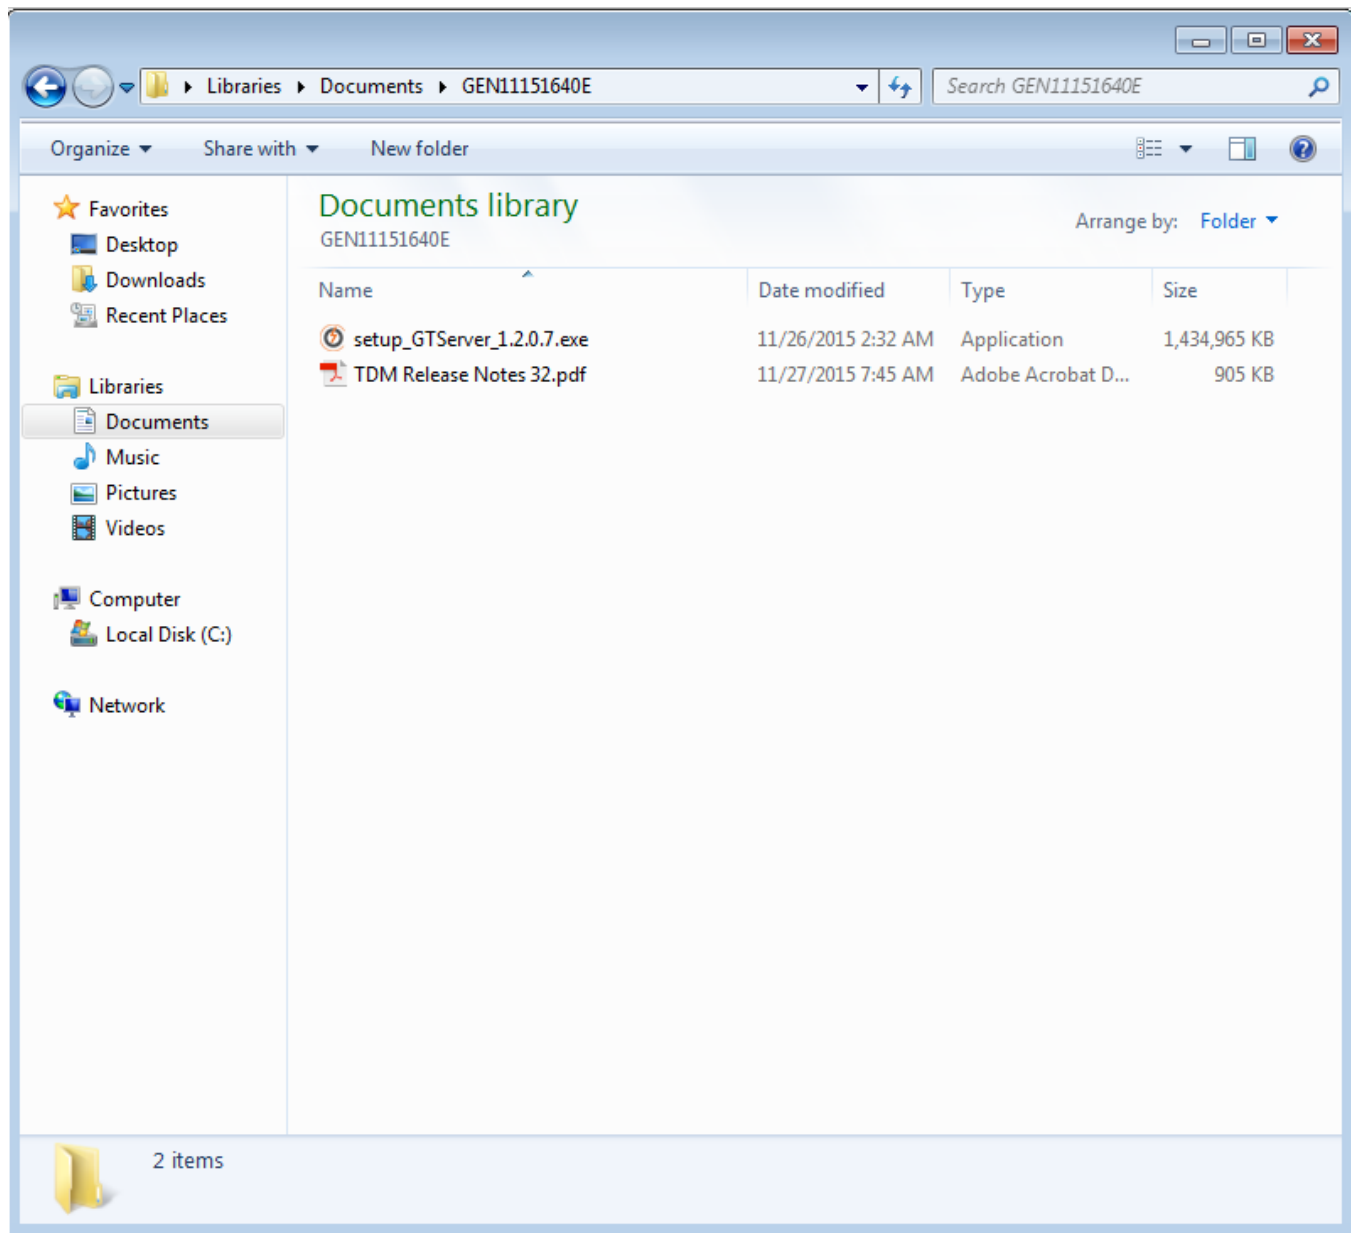 Libraries Documents GEN11151640E Search GEN11151640E
Organize Share with New folder
Favorites
Desktop
Downloads
Recent Places
Libraries
Documents
Music
Pictures
Videos
Computer
Local Disk (C:)
Network
Documents library
GEN11151640E
Arrange by: Folder
Name Date modified Type Size
setup_GTServer_1.2.0.7.exe 11/26/2015 2:32 AM Application 1,434,965 KB
TDM Release Notes 32.pdf 11/27/2015 7:45 AM Adobe Acrobat D... 905 KB
2 items